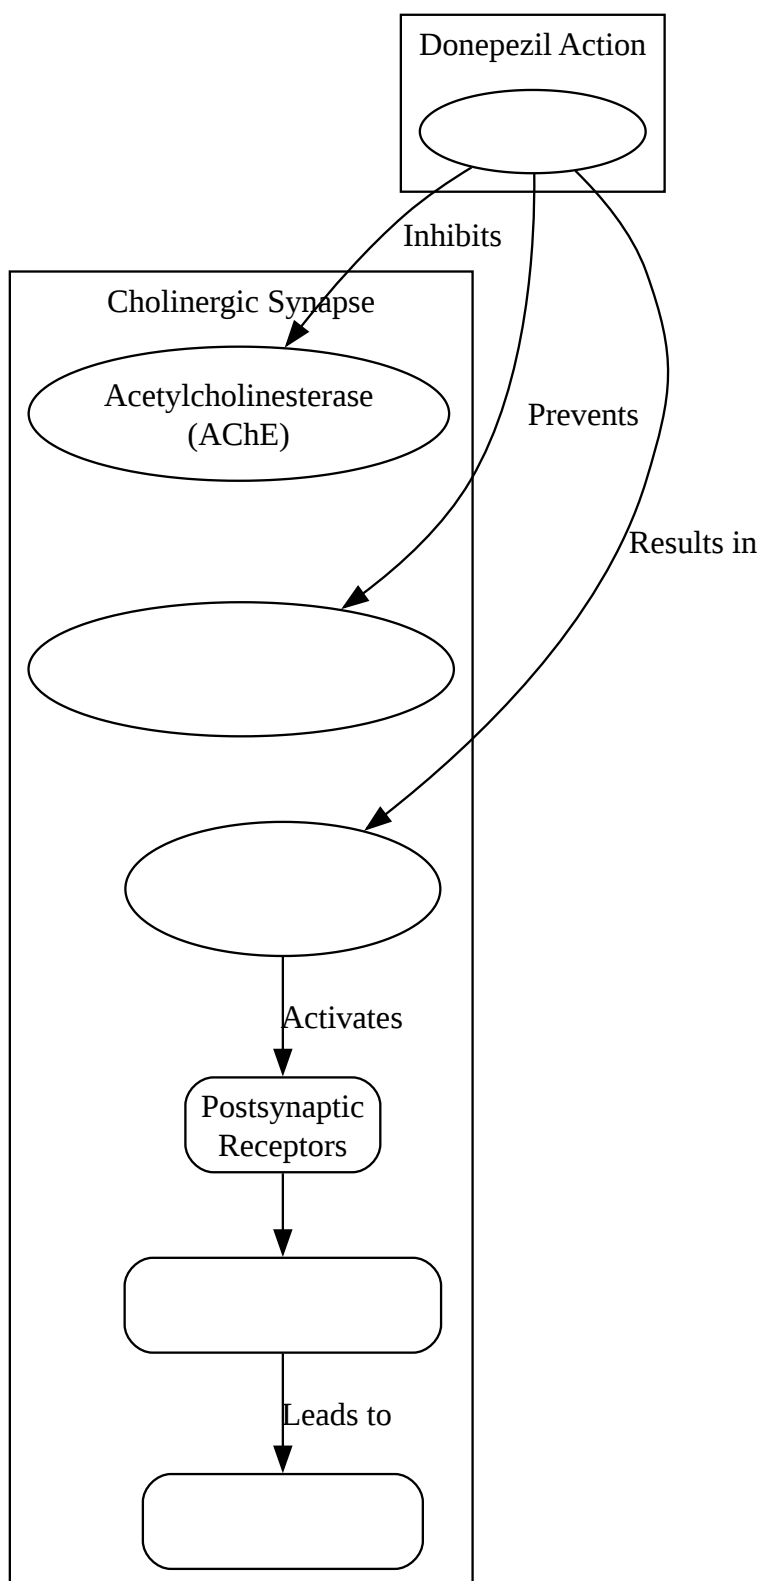 Donepezil Action
Inhibits
Cholinergic Synapse
Acetylcholinesterase
(AChE)
Prevents
Results in
Activates
Postsynaptic
Receptors
Leads to